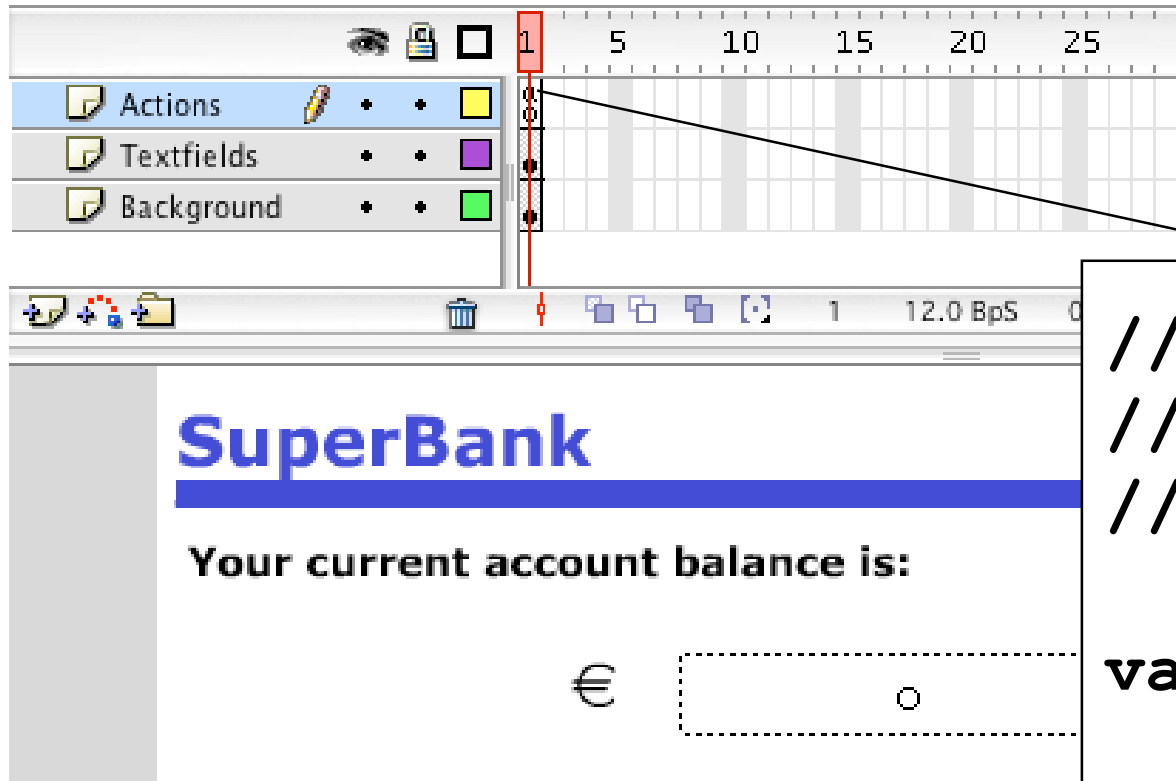 1 5 10 15 20 25
Actions
Textfields
Background
1 12.0 BpS 0
//
//
//
SuperBank
Your current account balance is:
€
va